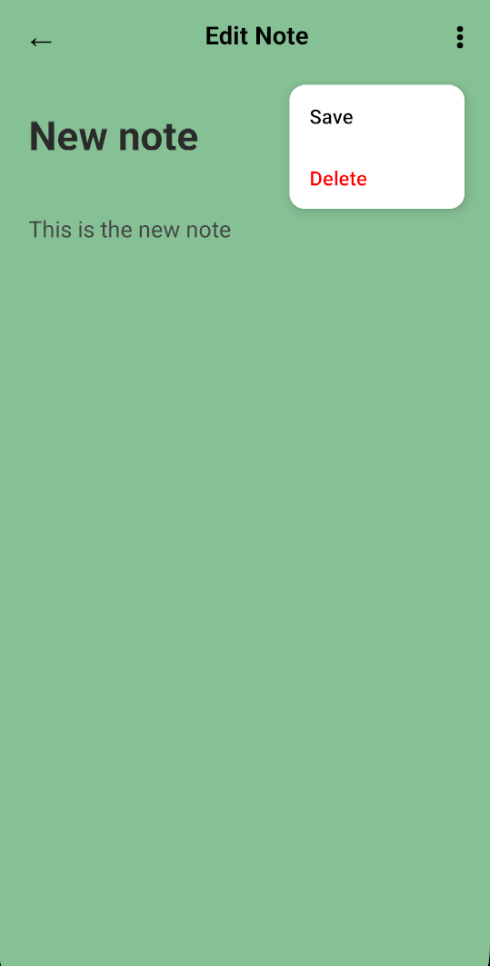 ← Edit Note
Save
New note
Delete
This is the new note